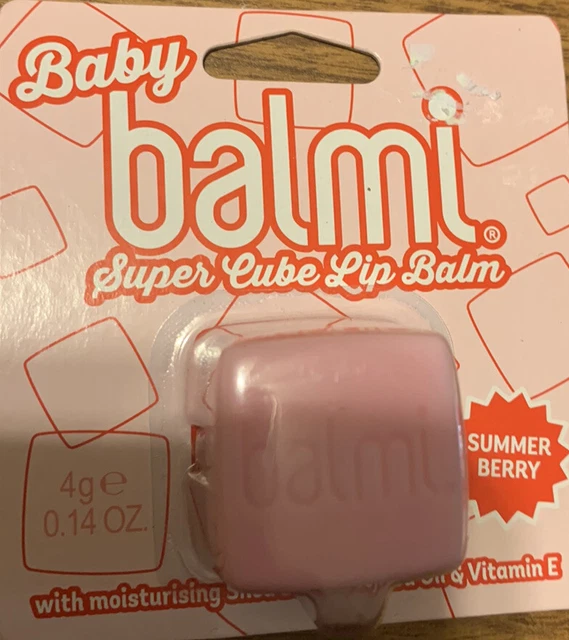 Baby
balmi®
Super Cube Lip Balm
SUMMER
BERRY
balmi
4g℮
0.14 OZ.
with moisturising Oil & Vitamin E